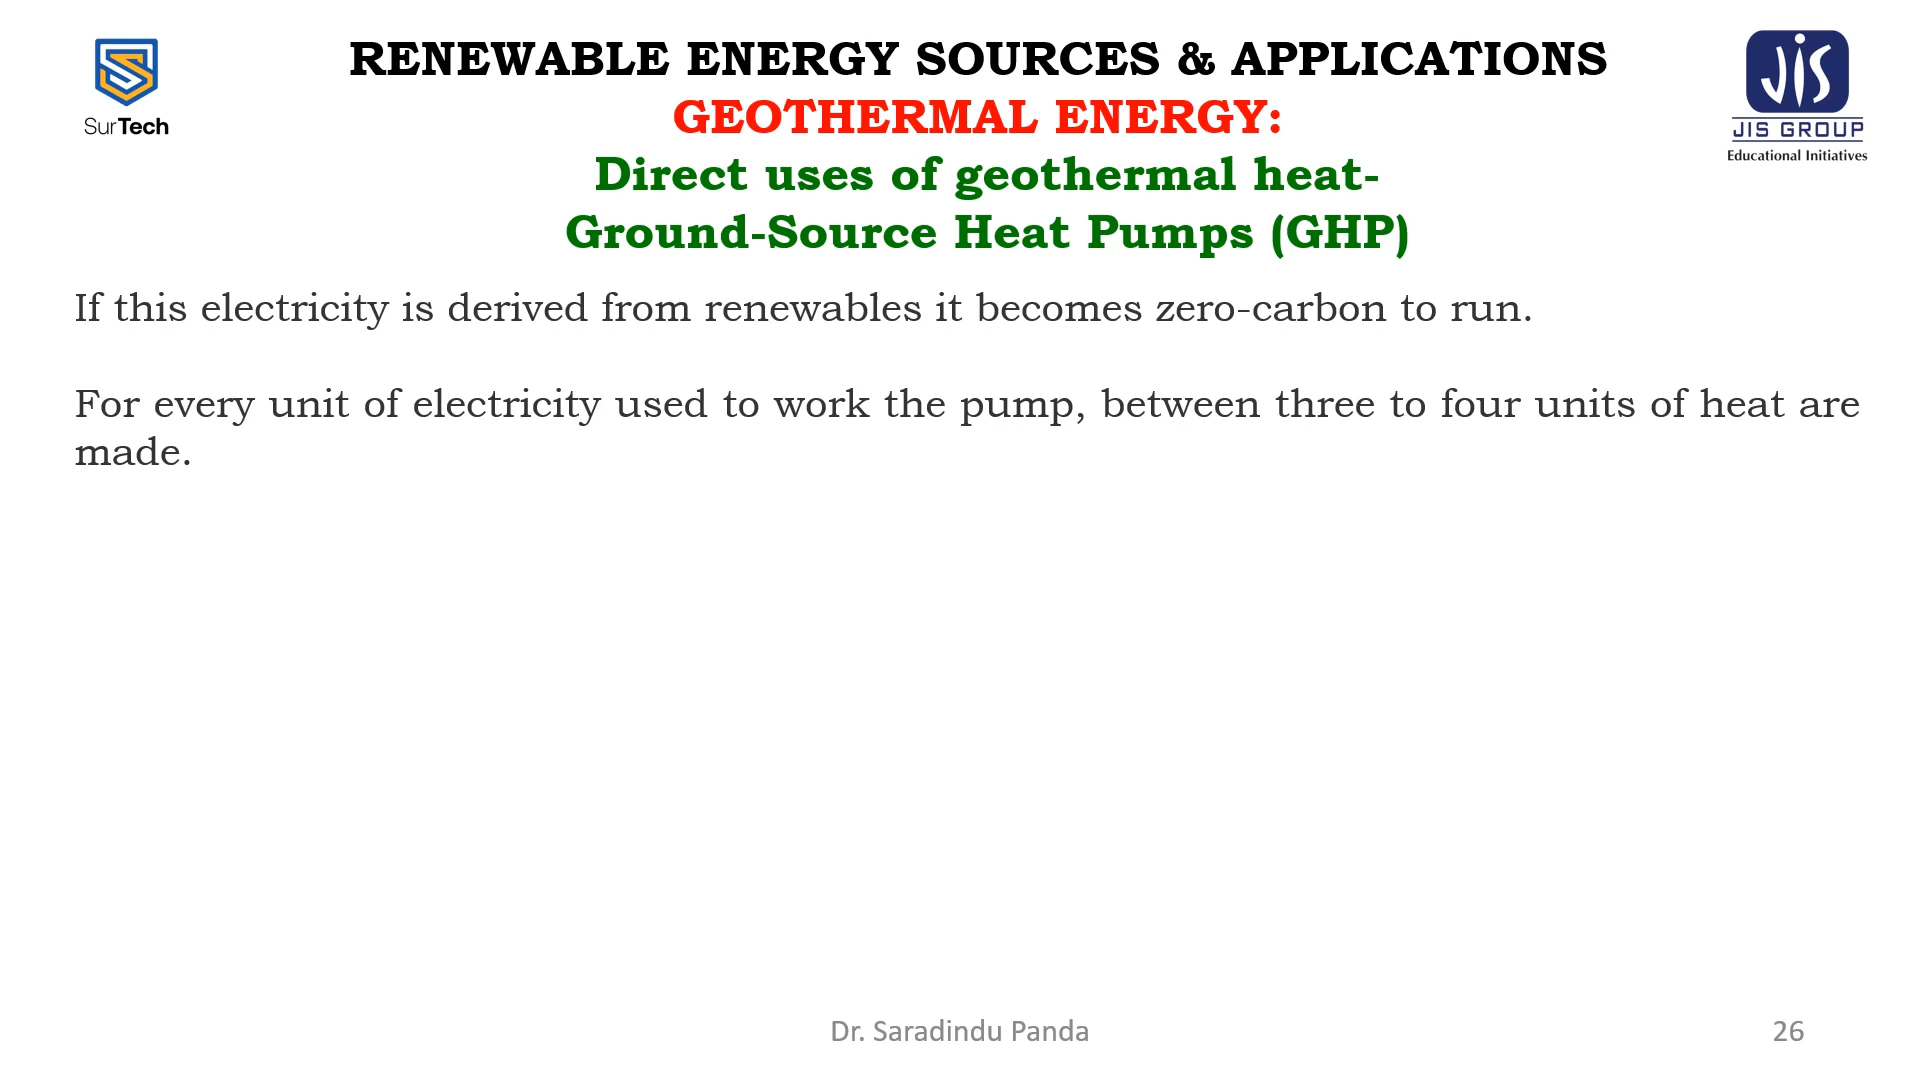 RENEWABLE ENERGY SOURCES & APPLICATIONS
GEOTHERMAL ENERGY:
Direct uses of geothermal heat-
Ground-Source Heat Pumps (GHP)
SurTech
JIS
JIS GROUP
Educational Initiatives
If this electricity is derived from renewables it becomes zero-carbon to run.
For every unit of electricity used to work the pump, between three to four units of heat are
made.
Dr. Saradindu Panda
26